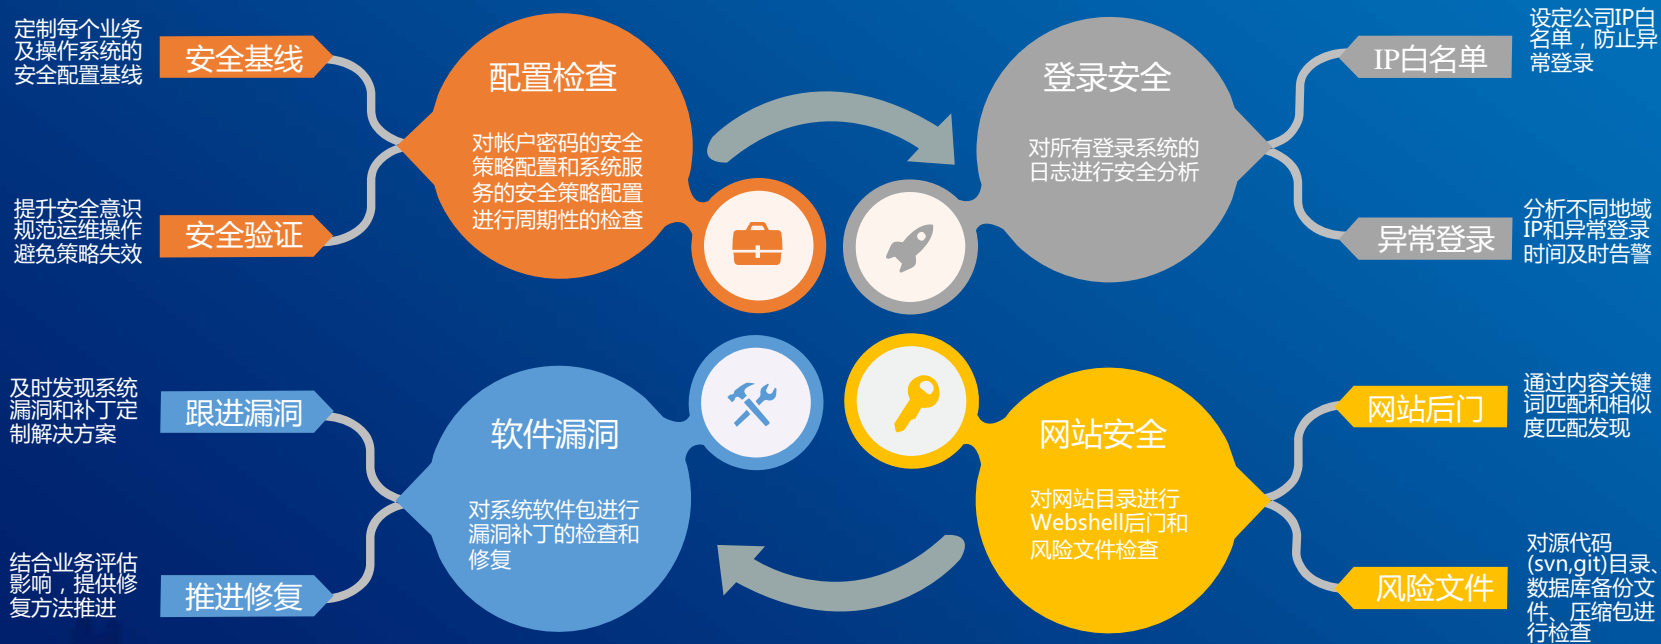 定制每个业务
及操作系统的
安全配置基线
安全基线
配置检查
对帐户密码的安全
策略配置和系统服
务的安全策略配置
进行周期性的检查
提升安全意识
规范运维操作
避免策略失效
安全验证
登录安全
对所有登录系统的
日志进行安全分析
IP白名单
设定公司IP白
名单，防止异
常登录
异常登录
分析不同地域
IP和异常登录
时间及时告警
及时发现系统
漏洞和补丁定
制解决方案
跟进漏洞
软件漏洞
对系统软件包进行
漏洞补丁的检查和
修复
结合业务评估
影响，提供修
复方法推进
推进修复
网站安全
对网站目录进行
Webshell后门和
风险文件检查
网站后门
通过内容关键
词匹配和相似
度匹配发现
风险文件
对源代码
(svn,git)目录、
数据库备份文
件、压缩包进
行检查